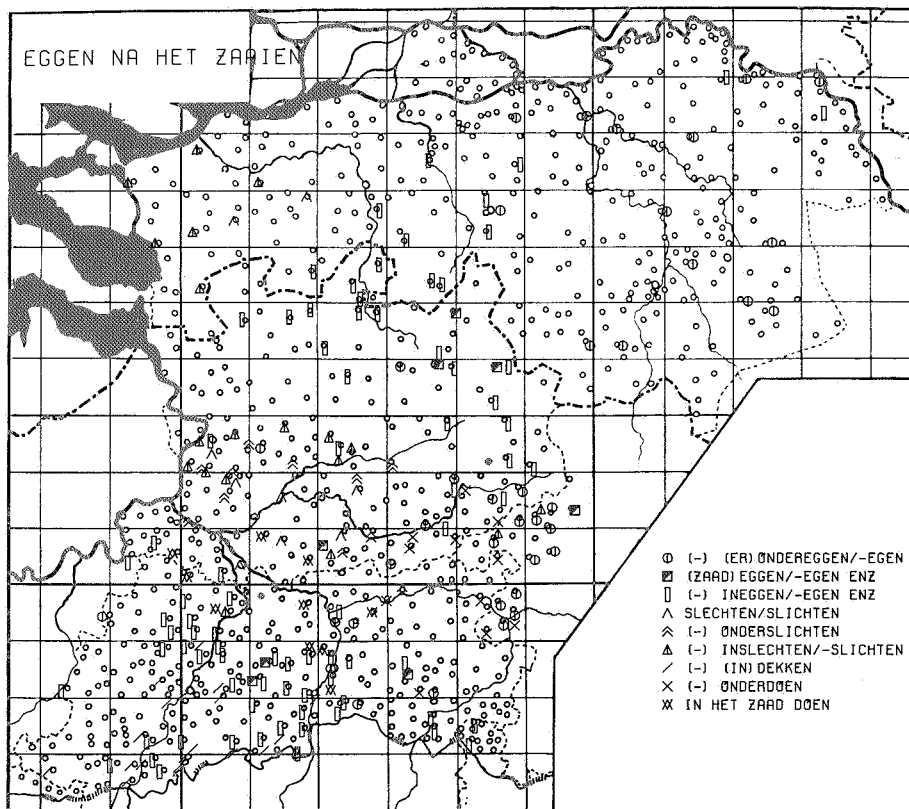 EGGEN NA HET ZAAIEN
(-) (ER) ONDEREGGEN/-EGEN
(ZAAD) EGGEN/-EGEN ENZ
(-) INEGGEN/-EGEN ENZ
SLECHTEN/SLICHTEN
(-) ONDERSLICHTEN
(-) INSLECHTEN/-SLICHTEN
(-) (IN) DEKKEN
(-) ONDERDOEN
IN HET ZAAD DOEN